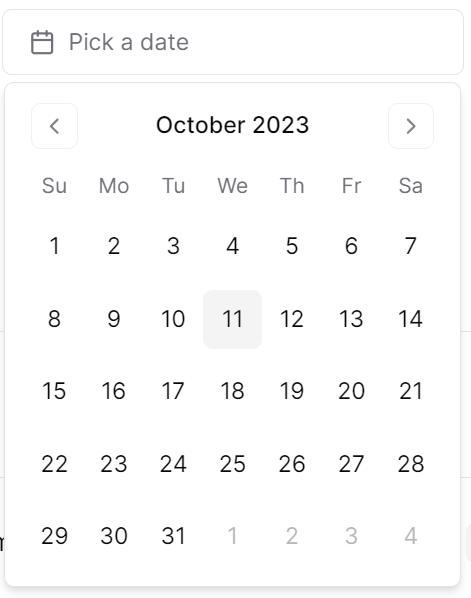 Pick a date
October 2023
Su Mo Tu We Th Fr Sa
1 2 3 4 5 6 7
8 9 10 11 12 13 14
15 16 17 18 19 20 21
22 23 24 25 26 27 28
29 30 31 1 2 3 4